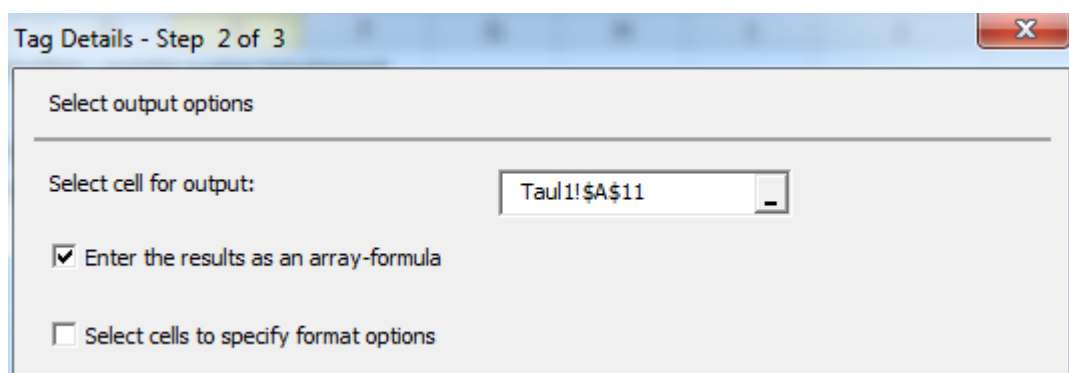 Tag Details - Step 2 of 3
Select output options
Select cell for output:
Taul1!$A$11
Enter the results as an array-formula
Select cells to specify format options